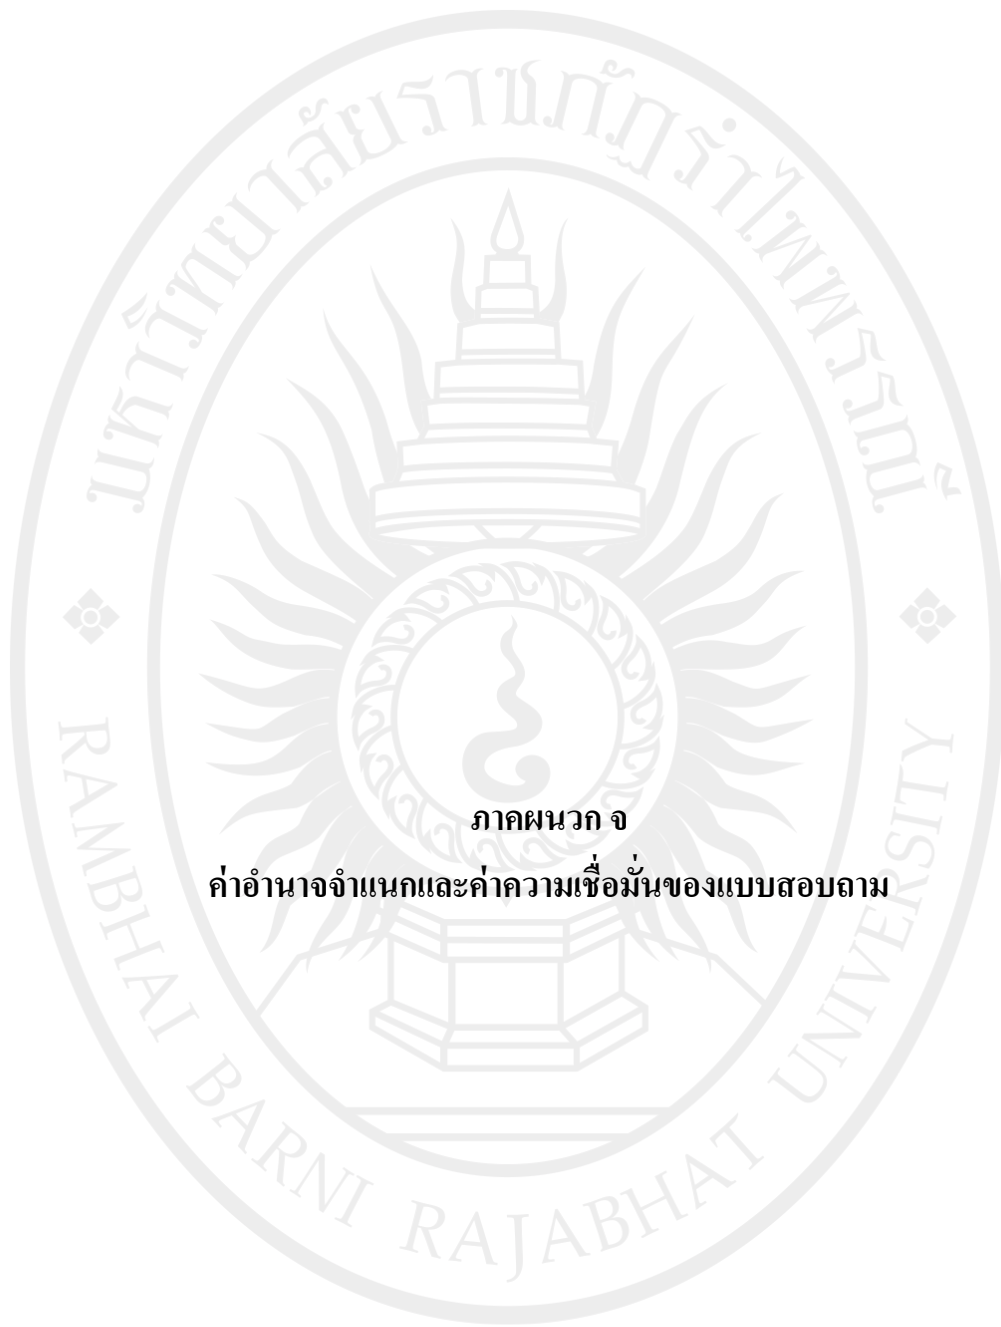 มหาวิทยาลัยราชภัฏรำไพพรรณี
ภาคผนวก จ
ค่าอำนาจจำแนกและค่าความเชื่อมั่นของแบบสอบถาม
RAMBHAI BARNI RAJABHAT UNIVERSITY